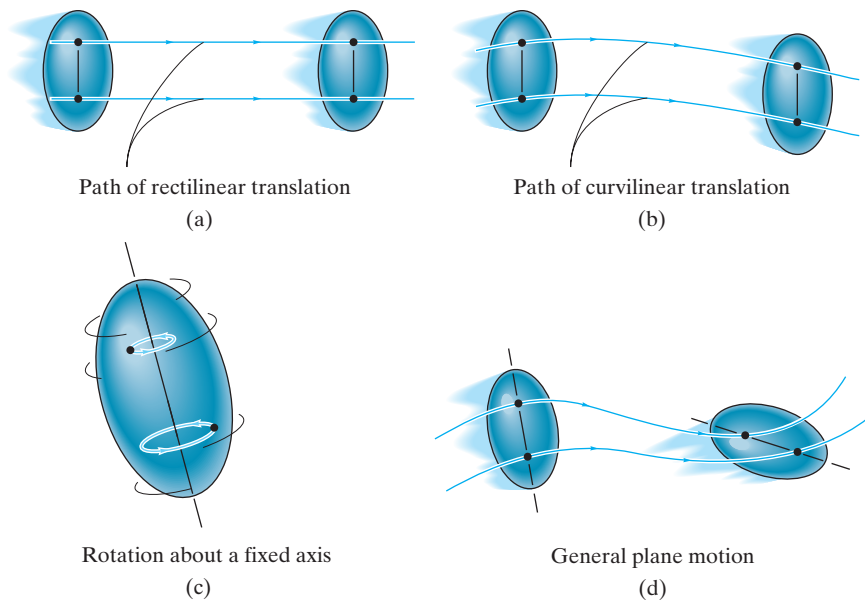 Path of rectilinear translation
(a)
Path of curvilinear translation
(b)
Rotation about a fixed axis
(c)
General plane motion
(d)